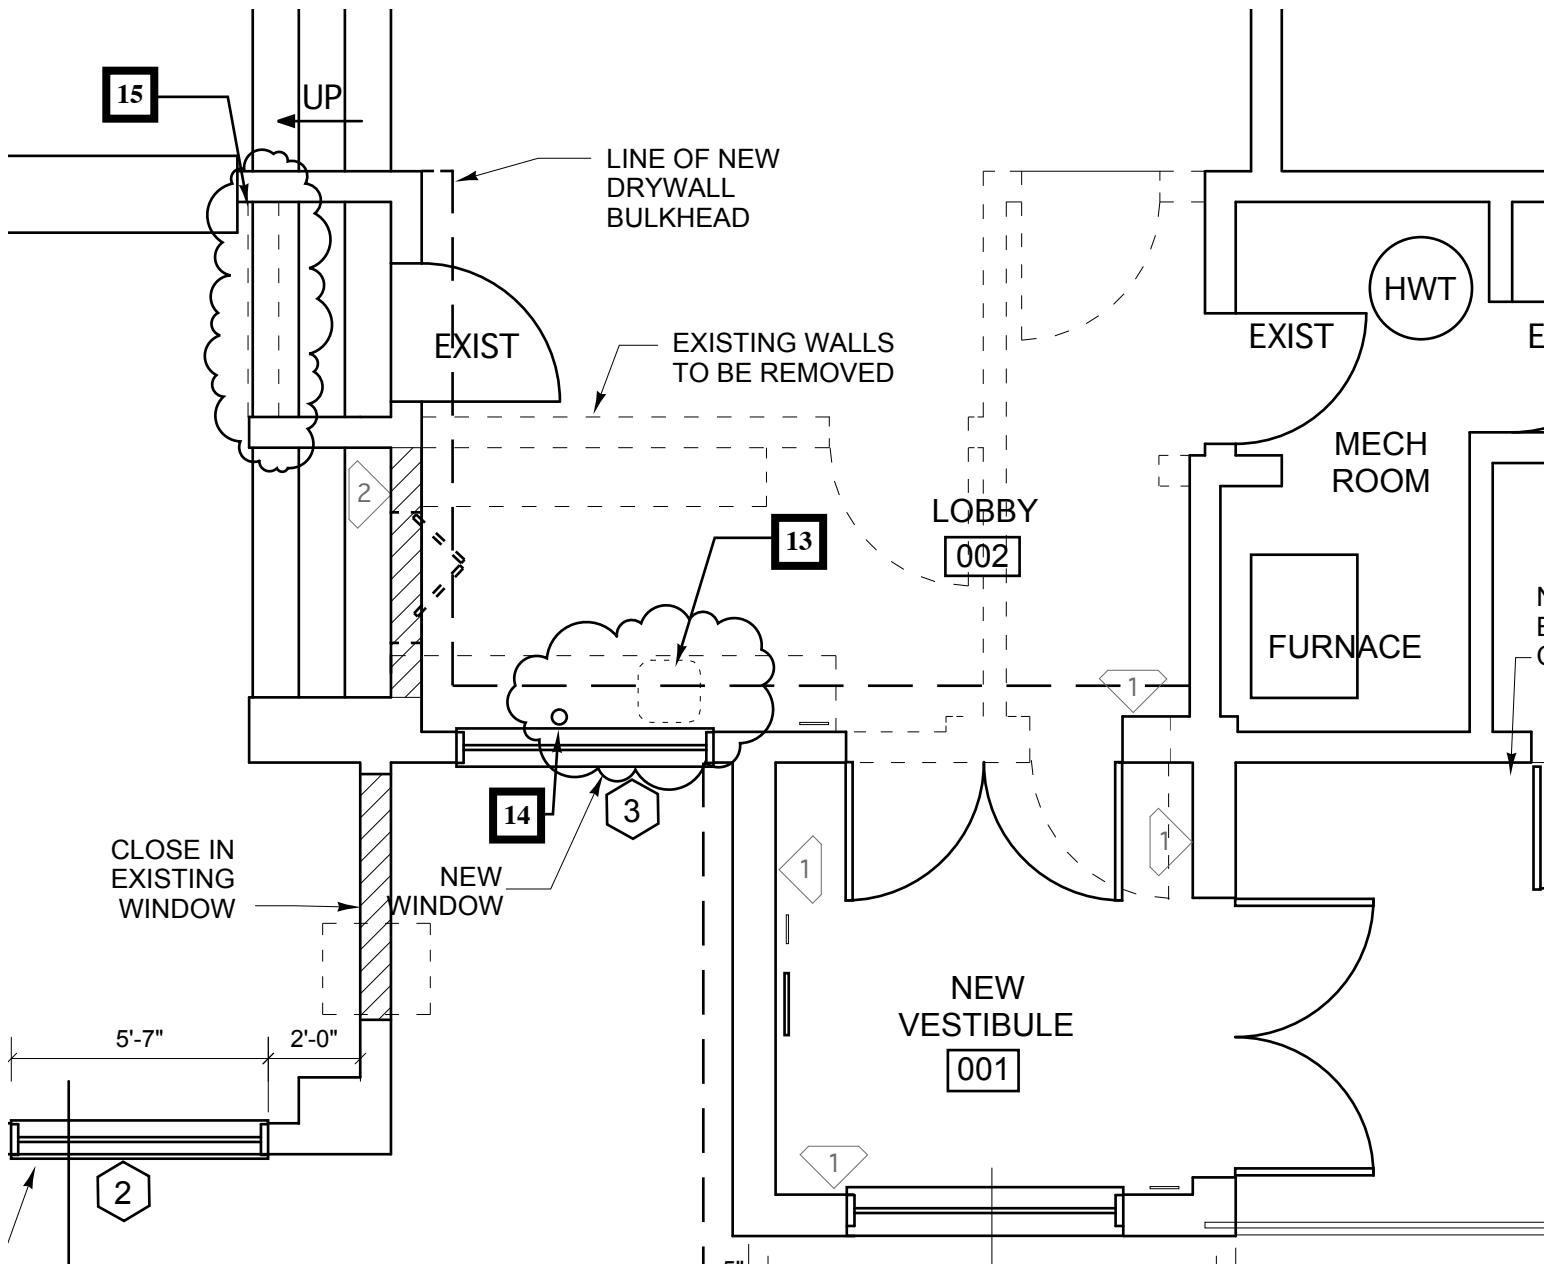 15
UP
LINE OF NEW
DRYWALL
BULKHEAD
HWT
EXIST
EXISTING WALLS
TO BE REMOVED
EXIST
MECH
ROOM
2
LOBBY
002
13
FURNACE
1
14
3
CLOSE IN
EXISTING
WINDOW
NEW
WINDOW
1
1
NEW
VESTIBULE
001
5'-7"
2'-0"
1
2